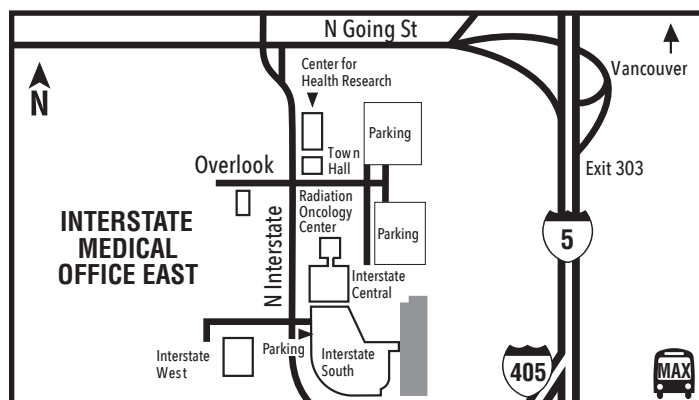 N Going St
Center for
Health Research
Vancouver
N
Parking
Town
Hall
Overlook
Exit 303
Radiation
Oncology
Center
INTERSTATE
MEDICAL
OFFICE EAST
Parking
5
N Interstate
Interstate
Central
Parking
Interstate
South
Interstate
West
405
MAX